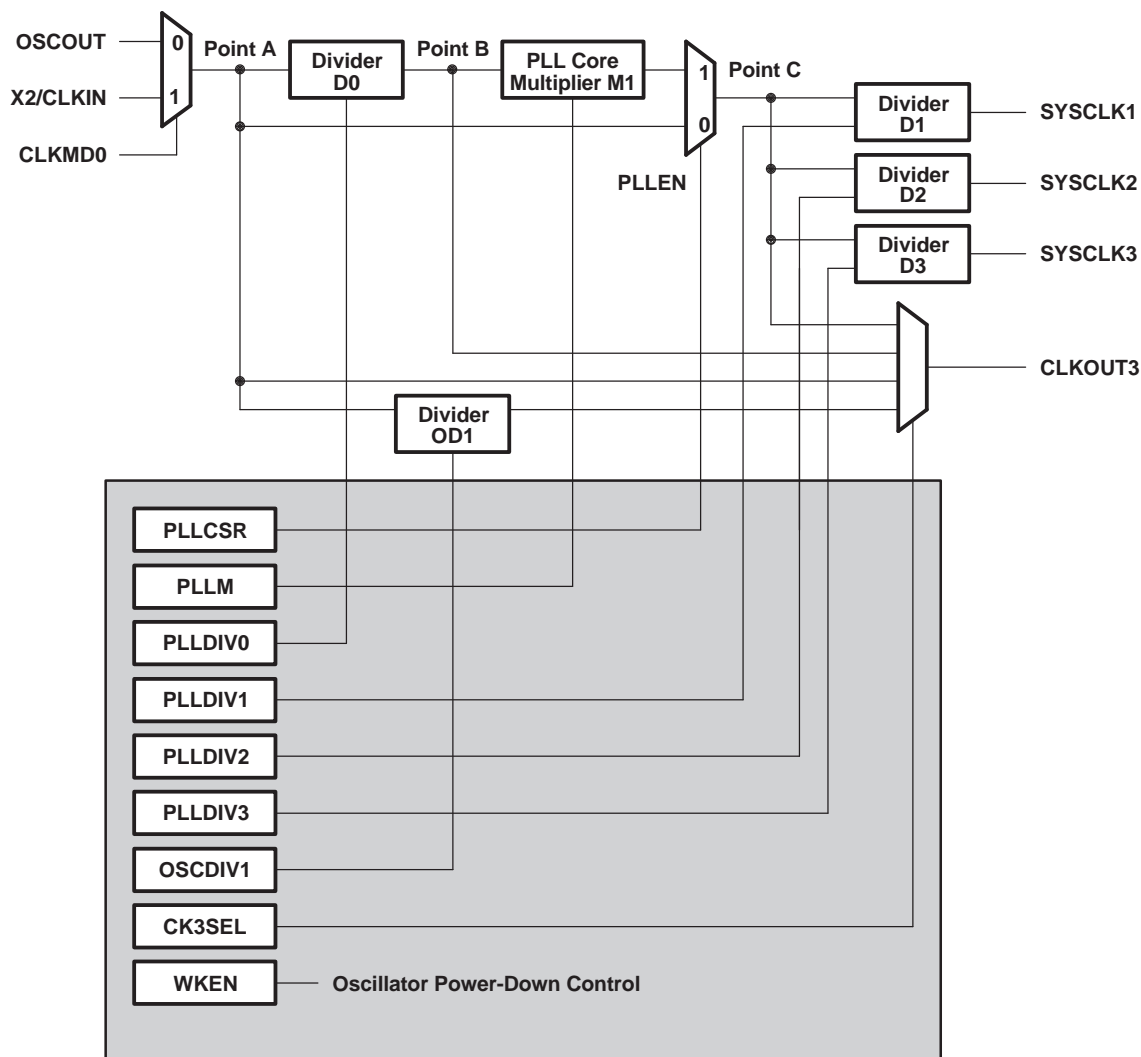 OSCOUT
0
Point A
Divider
D0
Point B
PLL Core
Multiplier M1
1
Point C
X2/CLKIN
1
Divider
D1
SYSCLK1
0
CLKMD0
PLLEN
Divider
D2
SYSCLK2
Divider
D3
SYSCLK3
CLKOUT3
Divider
OD1
PLLCSR
PLLM
PLLDIV0
PLLDIV1
PLLDIV2
PLLDIV3
OSCDIV1
CK3SEL
WKEN
Oscillator Power-Down Control